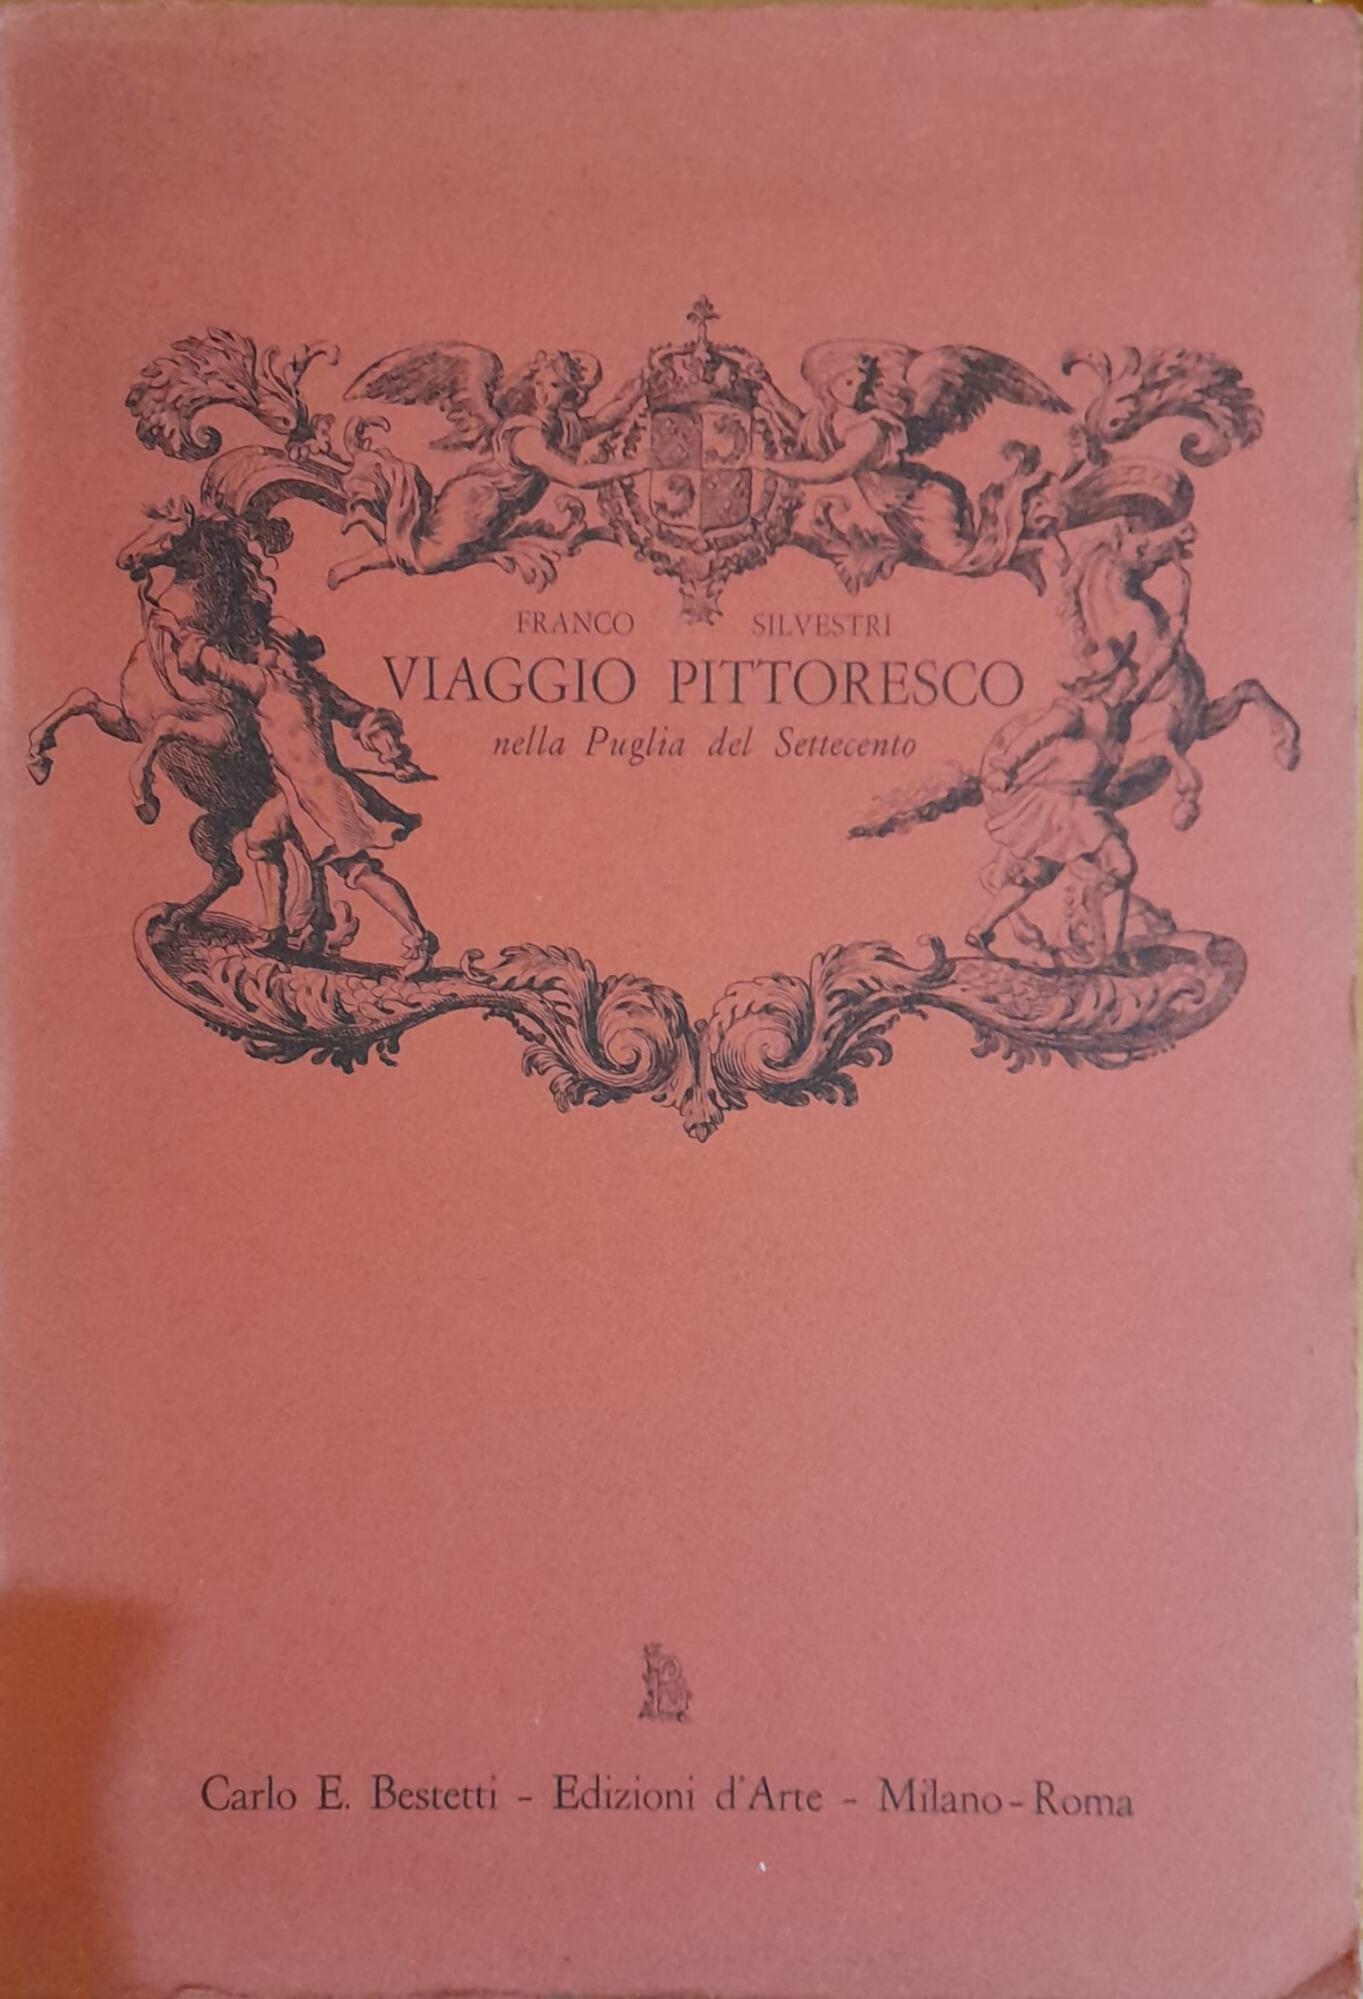 FRANCO SILVESTRI
VIAGGIO PITTORESCO
nella Puglia del Settecento
Carlo E. Bestetti - Edizioni d'Arte - Milano-Roma